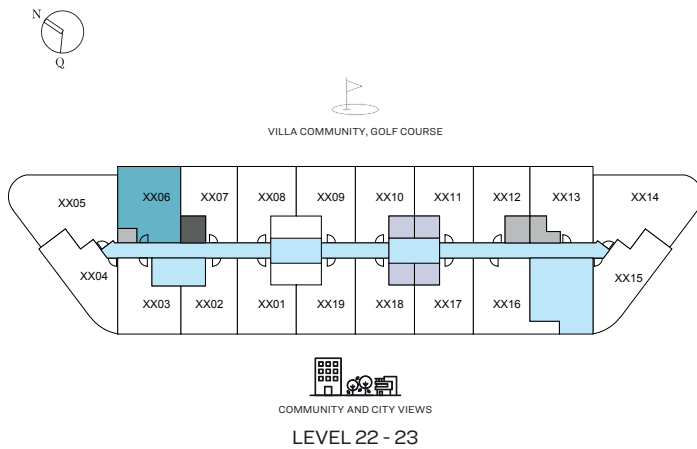 N
Q
VILLA COMMUNITY, GOLF COURSE
XX05
XX06
XX07
XX08
XX09
XX10
XX11
XX12
XX13
XX14
XX04
XX03
XX02
XX01
XX19
XX18
XX17
XX16
XX15
COMMUNITY AND CITY VIEWS
LEVEL 22 - 23